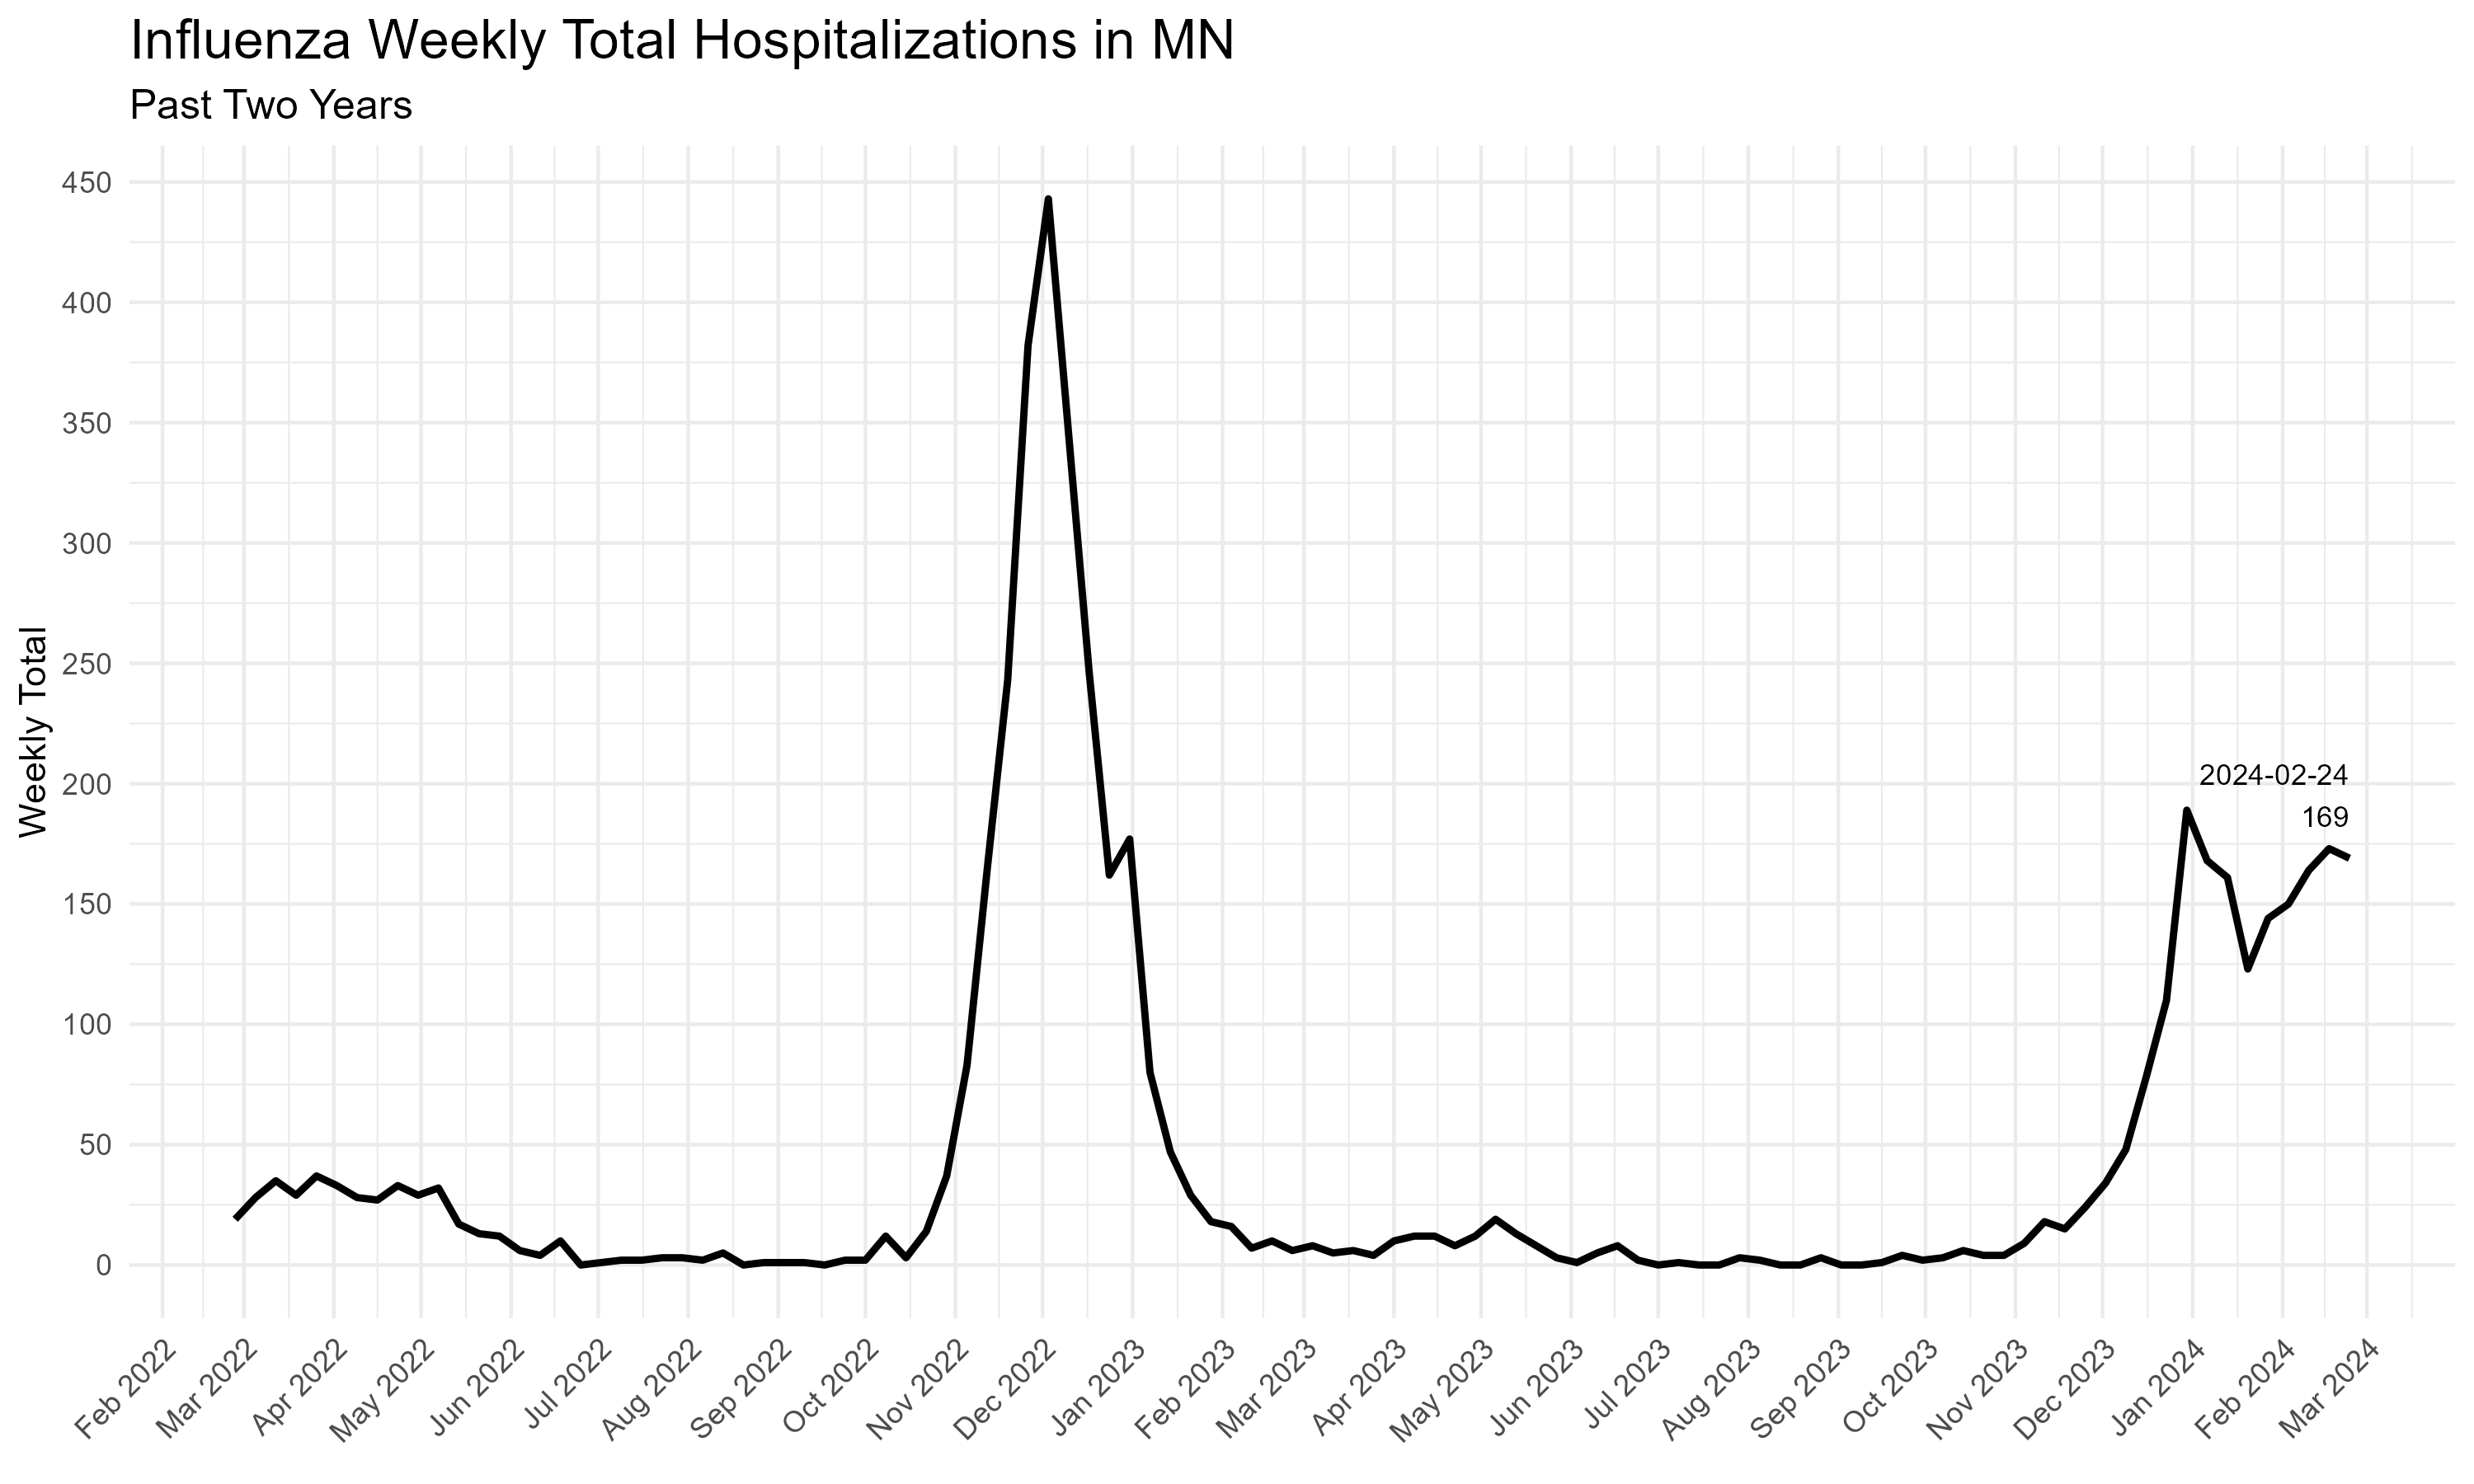 Influenza Weekly Total Hospitalizations in MN
Past Two Years
Weekly Total
450
400
350
300
250
200
150
100
50
0
2024-02-24
169
Feb 2022
Mar 2022
Apr 2022
May 2022
Jun 2022
Jul 2022
Aug 2022
Sep 2022
Oct 2022
Nov 2022
Dec 2022
Jan 2023
Feb 2023
Mar 2023
Apr 2023
May 2023
Jun 2023
Jul 2023
Aug 2023
Sep 2023
Oct 2023
Nov 2023
Dec 2023
Jan 2024
Feb 2024
Mar 2024